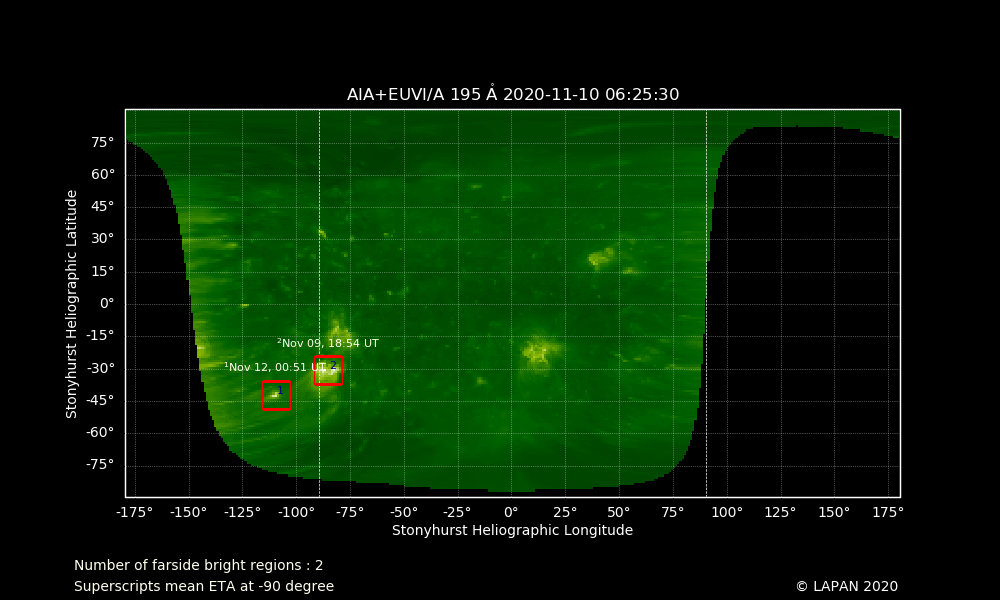 AIA+EUVI/A 195 Å 2020-11-10 06:25:30
75°
60°
45°
30°
15°
0°
-15°
-30°
-45°
-60°
-75°
Stonyhurst Heliographic Latitude
²Nov 09, 18:54 UT
¹Nov 12, 00:51 UT
2
1
-175° -150° -125° -100° -75° -50° -25° 0° 25° 50° 75° 100° 125° 150° 175°
Stonyhurst Heliographic Longitude
Number of farside bright regions : 2
Superscripts mean ETA at -90 degree
© LAPAN 2020